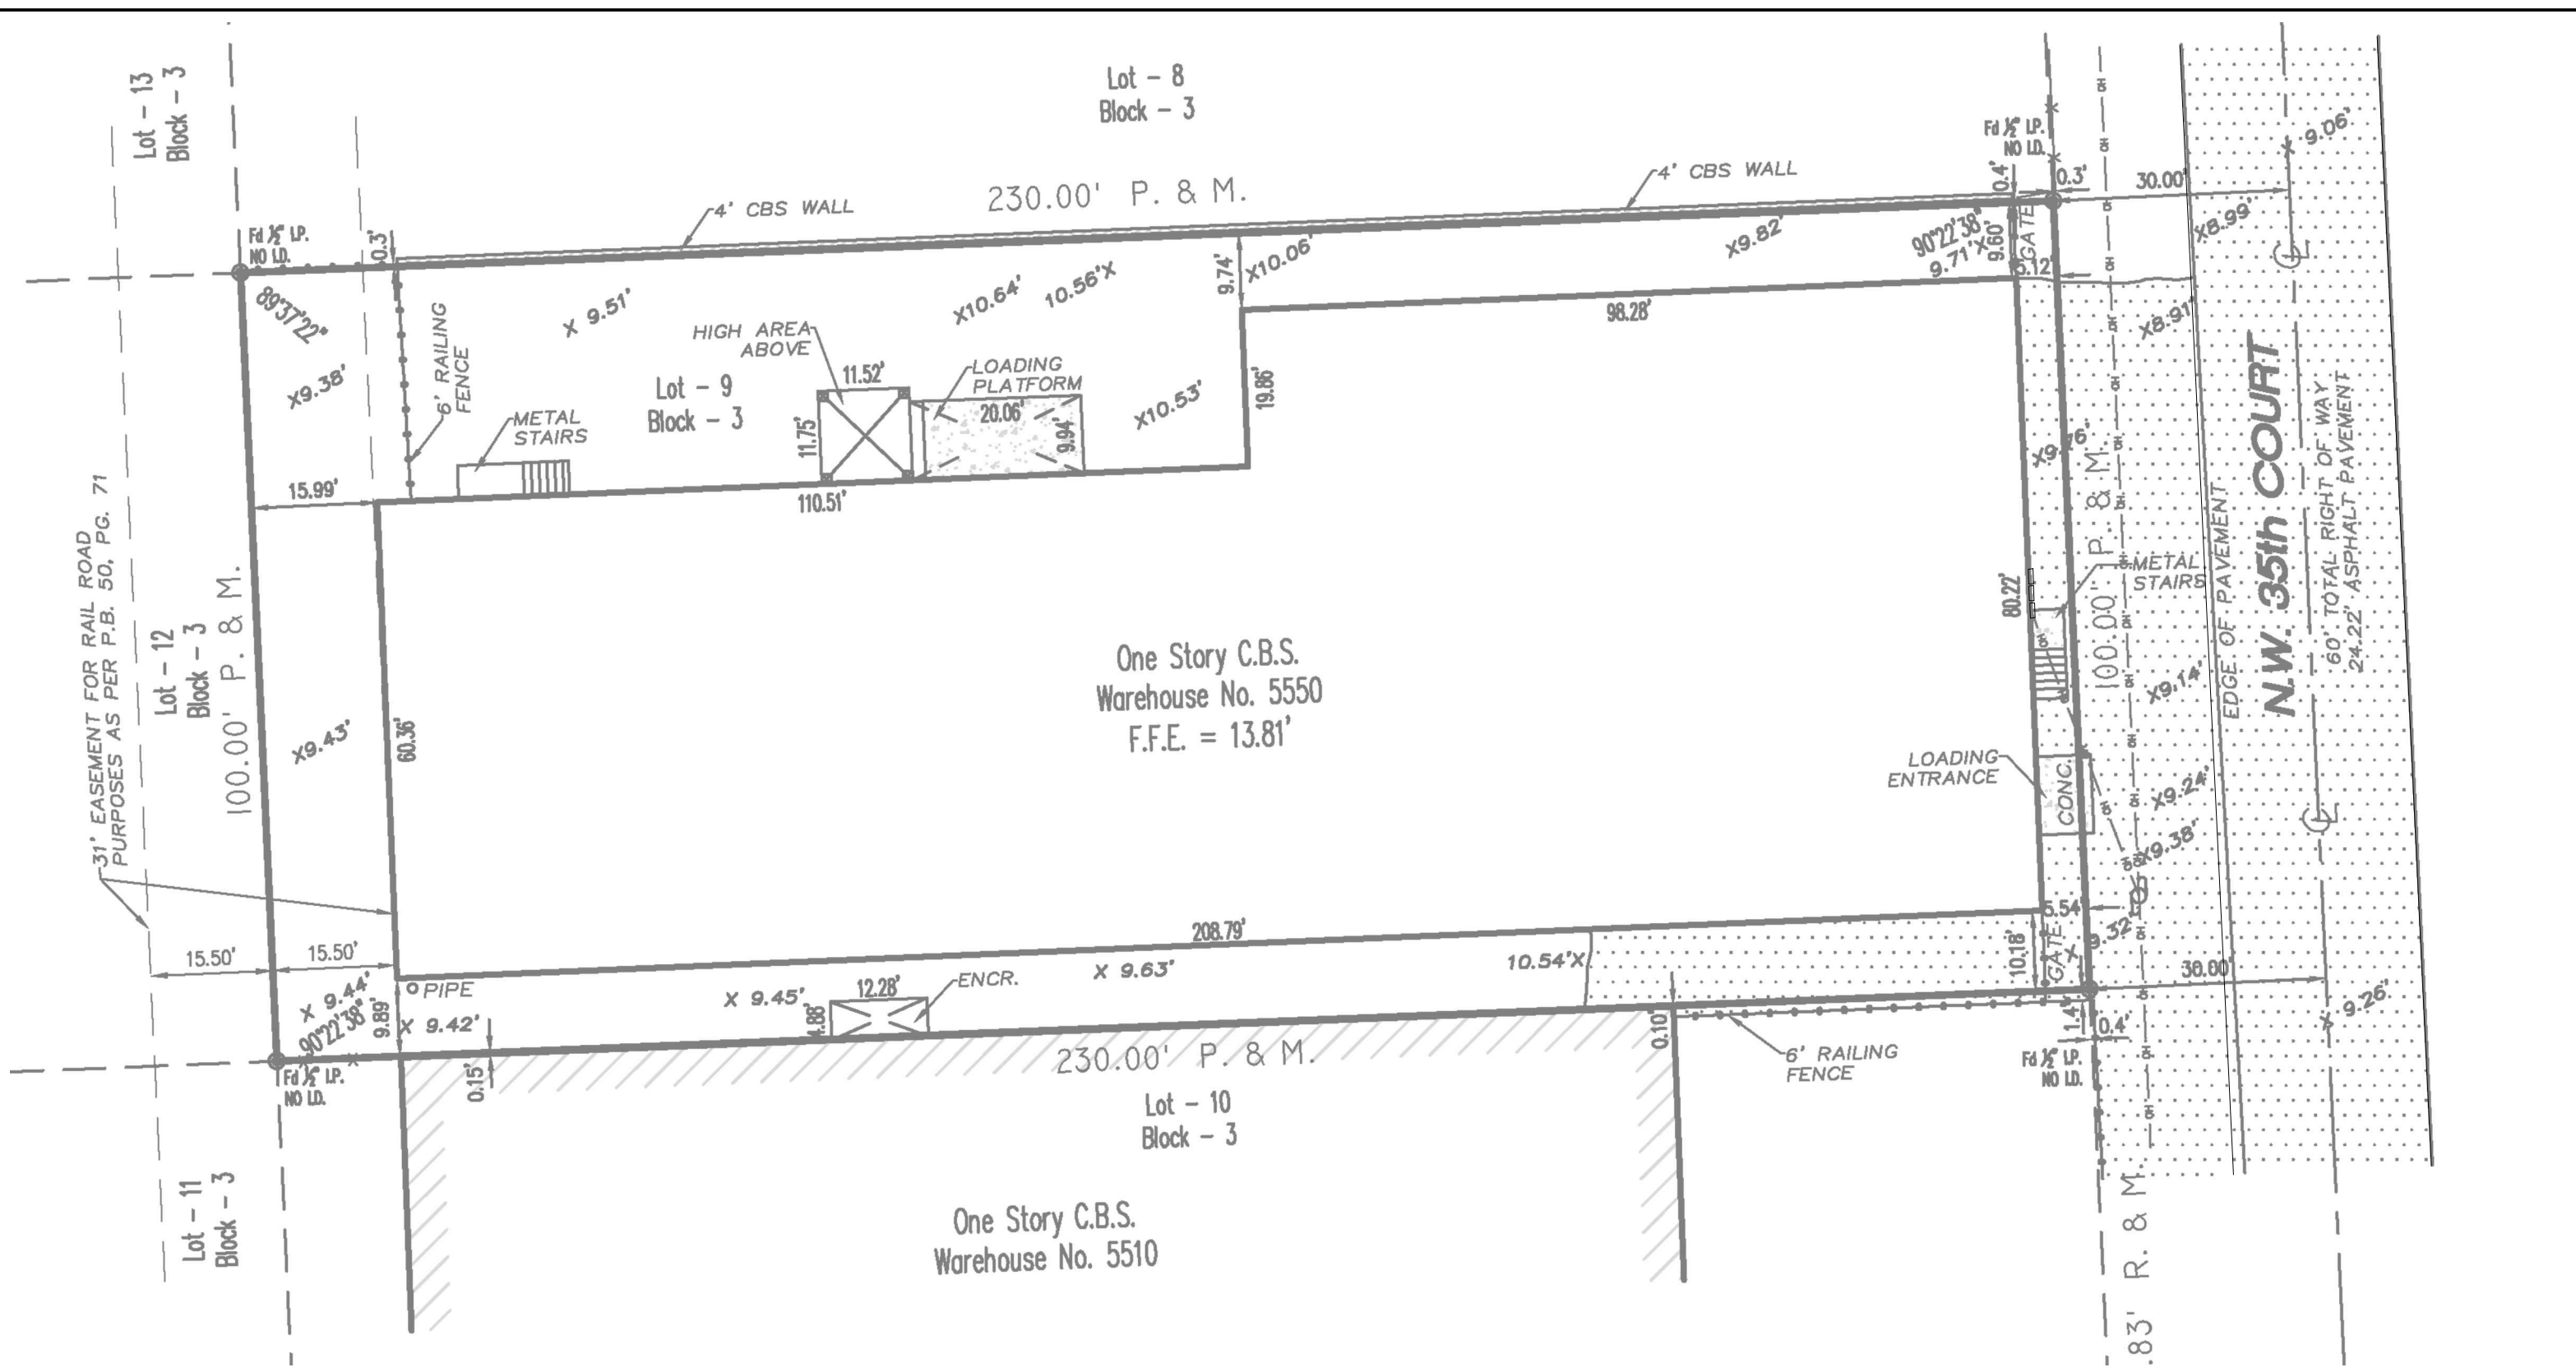 Lot - 13
Block - 3
Lot - 8
Block - 3
Fd ½" I.P.
NO I.D.
9.06'
4' CBS WALL
230.00' P. & M.
4' CBS WALL
0.4'
0.3'
30.00'
Fd ½" I.P.
NO I.D.
0.3'
GATE
X8.99'
89°37'22"
X 9.51'
X10.64'
10.56'X
9.74'
X10.06'
X9.82'
90°22'38"
9.71'X
9.60'
5.12'
X9.38'
6' RAILING
FENCE
HIGH AREA
ABOVE
98.28'
X8.91'
11.52'
LOADING
PLATFORM
Lot - 9
Block - 3
METAL
STAIRS
11.75'
20.06'
9.94'
X10.53'
19.86'
15.99'
110.51'
100.00' P. & M.
EDGE OF PAVEMENT
N.W. 35th COURT
60' TOTAL RIGHT OF WAY
24.22' ASPHALT PAVEMENT
31' EASEMENT FOR RAIL ROAD
PURPOSES AS PER P.B. 50, PG. 71
Lot - 12
Block - 3
100.00' P. & M.
X9.43'
60.36'
One Story C.B.S.
Warehouse No. 5550
F.F.E. = 13.81'
80.22'
METAL
STAIRS
X9.14'
LOADING
ENTRANCE
CONC.
X9.24'
X9.38'
208.79'
5.54'
9.32'
15.50'
15.50'
PIPE
X 9.44'
90°22'38"
9.89'
X 9.42'
X 9.45'
12.28'
ENCR.
4.88'
X 9.63'
10.54'X
10.18'
GATE
30.00'
9.26'
0.15'
230.00' P. & M.
0.10'
6' RAILING
FENCE
1.4'
0.4'
Fd ½" I.P.
NO I.D.
Fd ½" I.P.
NO I.D.
Lot - 10
Block - 3
Lot - 11
Block - 3
One Story C.B.S.
Warehouse No. 5510
.83' R. & M.